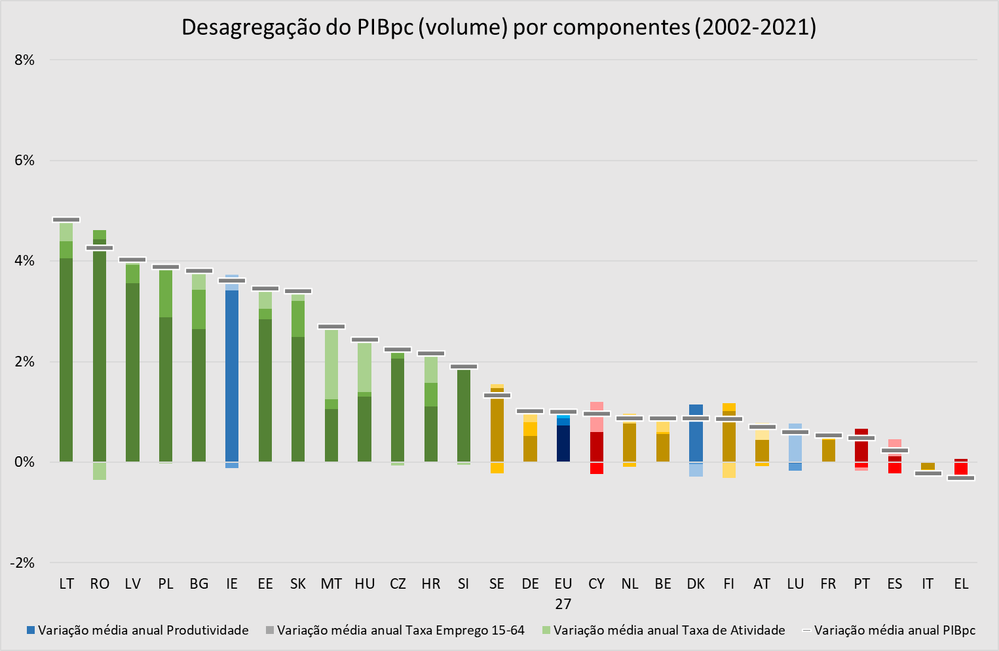 Desagregação do PIBpc (volume) por componentes (2002-2021)
8%
6%
4%
2%
0%
-2%
LT RO LV PL BG IE EE SK MT HU CZ HR SI SE DE EU CY NL BE DK FI AT LU FR PT ES IT EL
27
Variação média anual Produtividade Variação média anual Taxa Emprego 15-64 Variação média anual Taxa de Atividade Variação média anual PIBpc